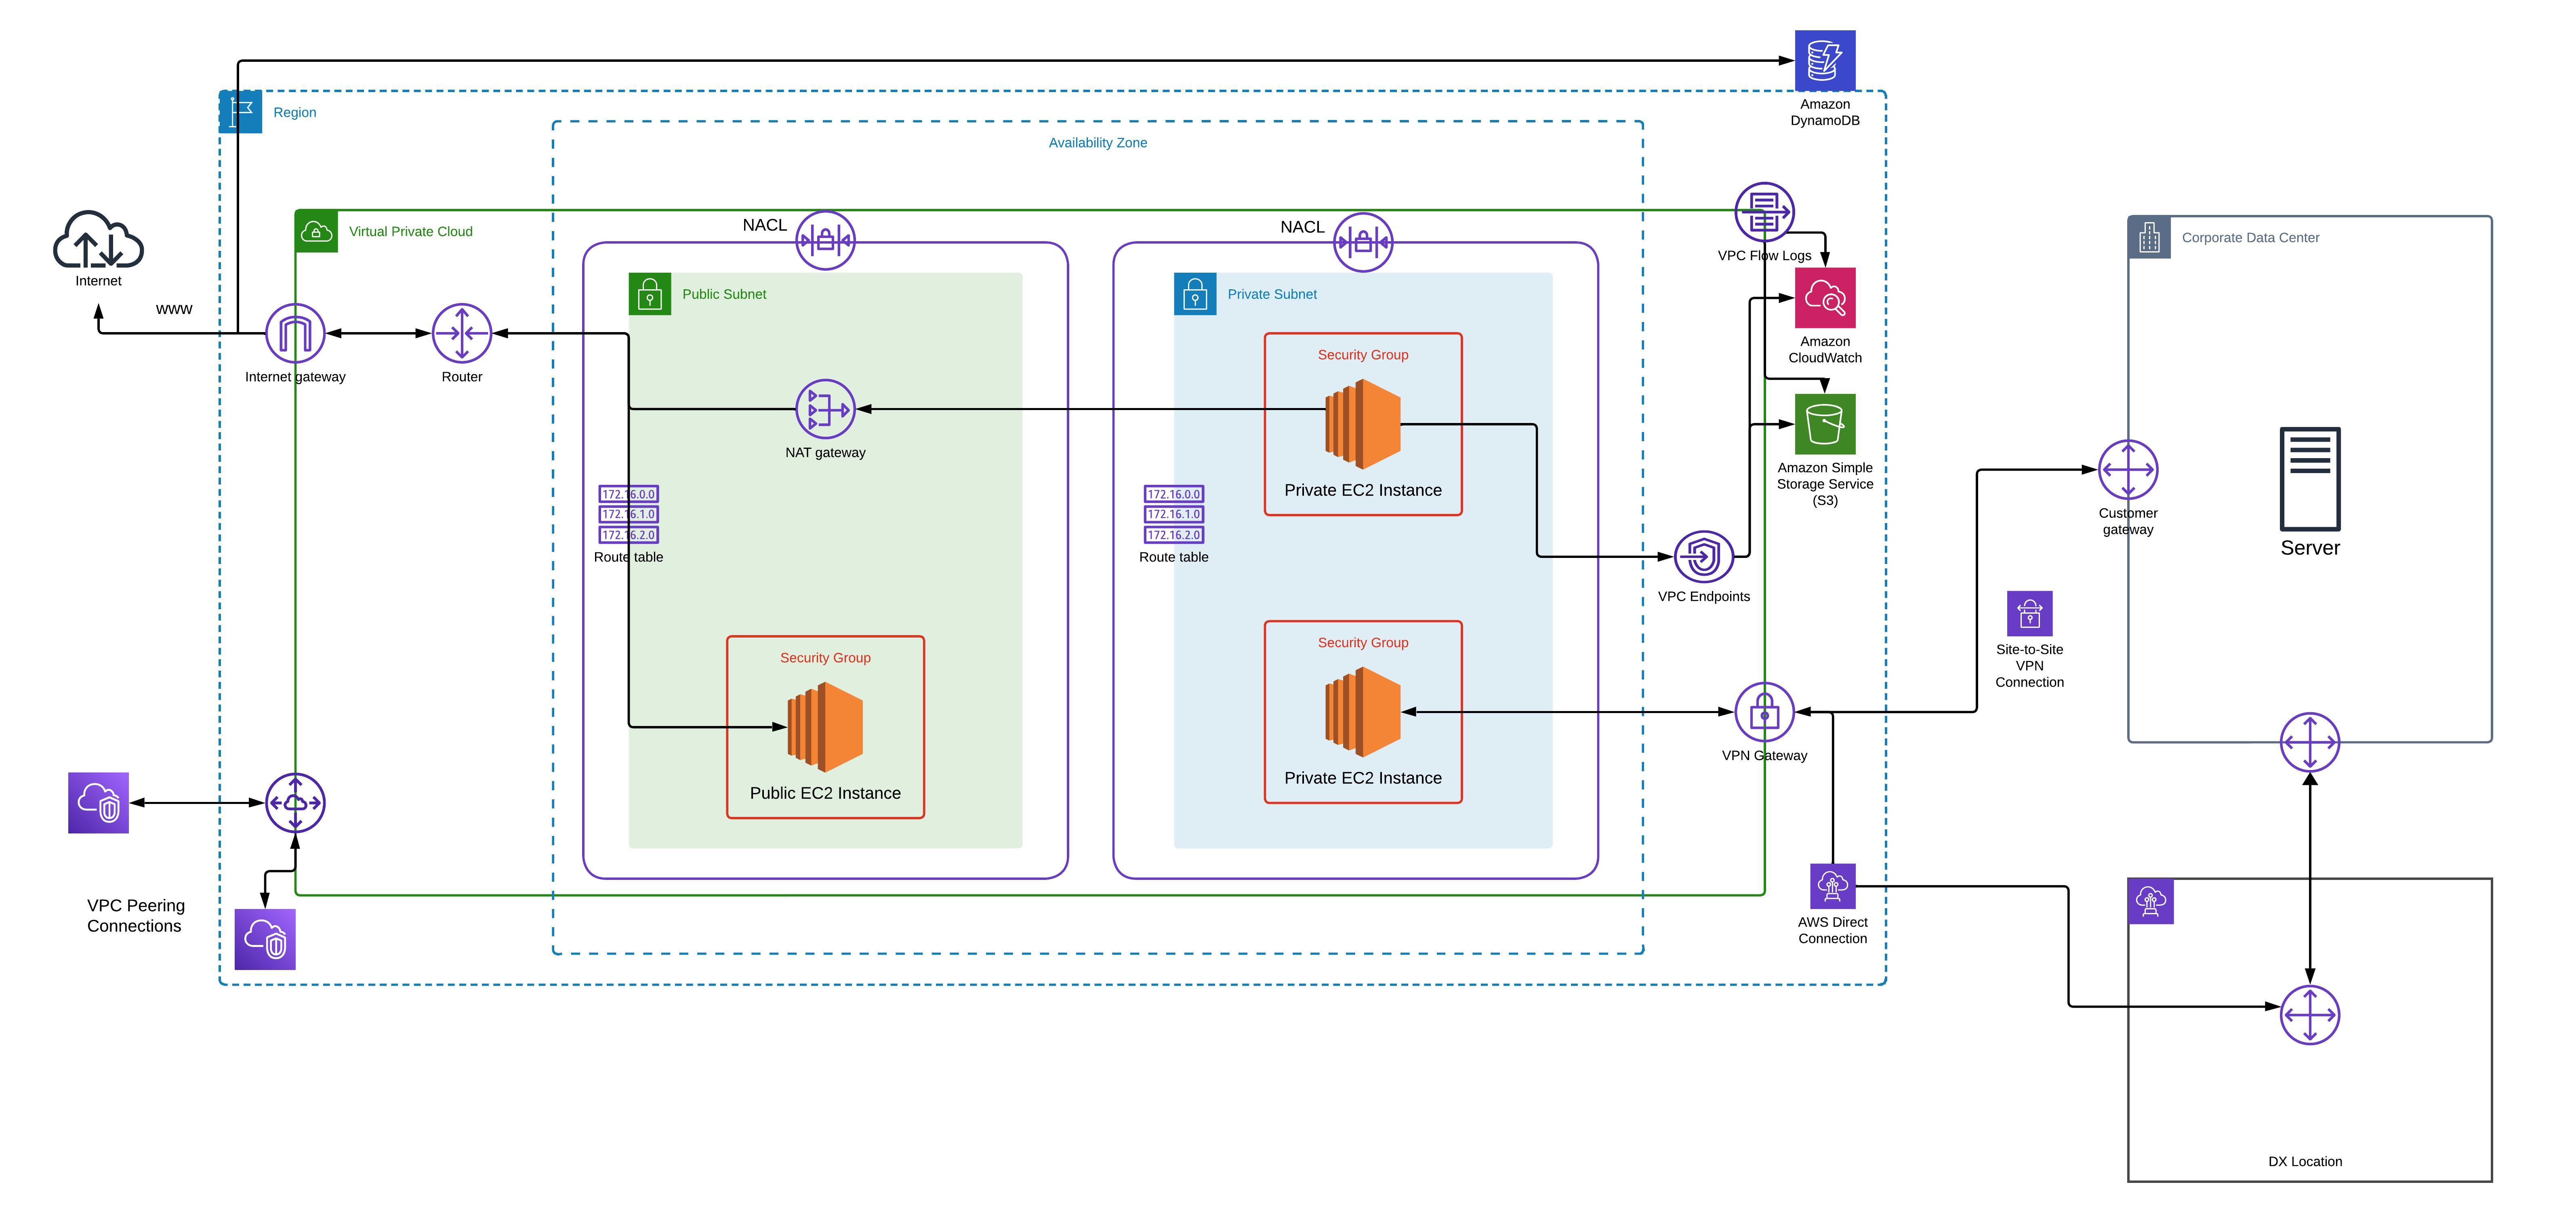 Amazon
DynamoDB
Region
Availability Zone
Internet
www
Virtual Private Cloud
NACL
NACL
VPC Flow Logs
Corporate Data Center
Public Subnet
Private Subnet
Internet gateway
Router
Security Group
Amazon
CloudWatch
NAT gateway
Private EC2 Instance
Amazon Simple
Storage Service
(S3)
172.16.0.0
172.16.1.0
172.16.2.0
Route table
172.16.0.0
172.16.1.0
172.16.2.0
Route table
Customer
gateway
Server
VPC Endpoints
Site-to-Site
VPN
Connection
Security Group
Public EC2 Instance
Security Group
Private EC2 Instance
VPN Gateway
VPC Peering
Connections
AWS Direct
Connection
DX Location